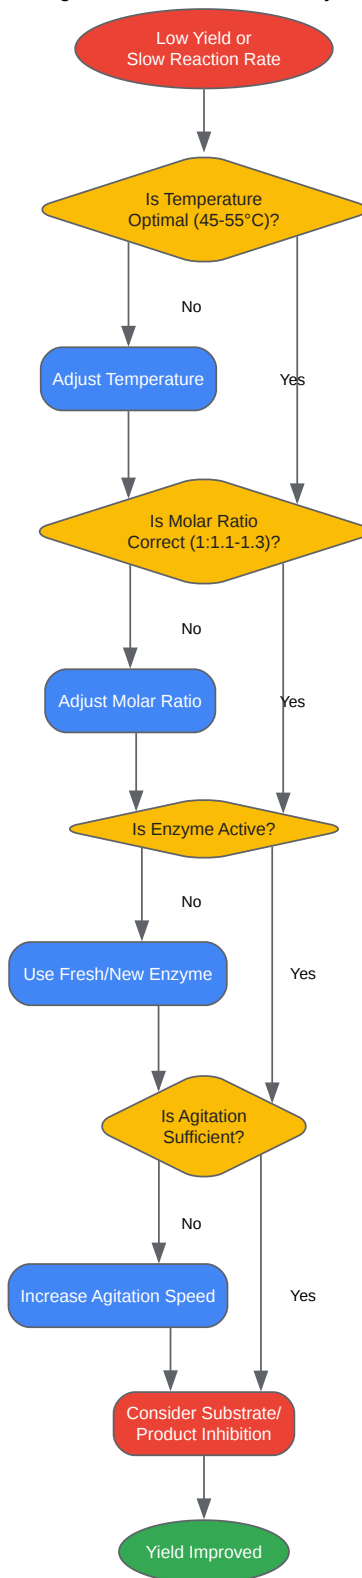 Low Yield or
Slow Reaction Rate
Is Temperature
Optimal (45-55°C)?
No
Adjust Temperature
Yes
Is Molar Ratio
Correct (1:1.1-1.3)?
No
Adjust Molar Ratio
Yes
Is Enzyme Active?
No
Use Fresh/New Enzyme
Yes
Is Agitation
Sufficient?
No
Increase Agitation Speed
Yes
Consider Substrate/
Product Inhibition
Yield Improved